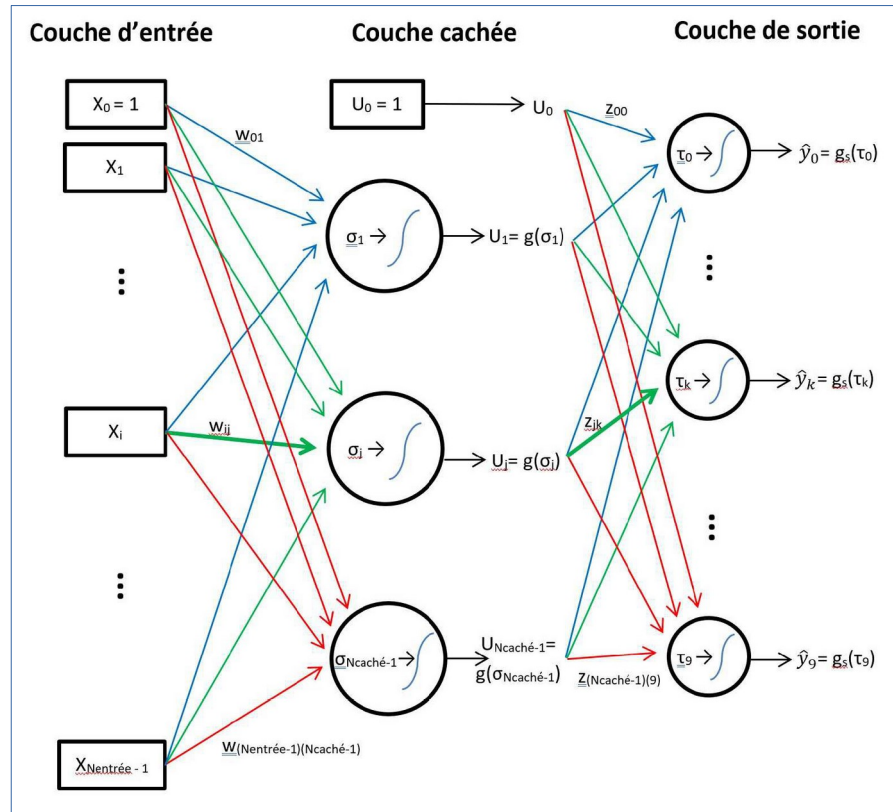 Couche d'entrée
Couche cachée
Couche de sortie
X₀ = 1
U₀ = 1
U₀
z₀₀
w₀₁
τ₀ →
ŷ₀ = gₛ(τ₀)
X₁
σ₁ →
U₁ = g(σ₁)
...
...
τₖ →
ŷₖ = gₛ(τₖ)
Xᵢ
wᵢⱼ
σⱼ →
Uⱼ = g(σⱼ)
zⱼₖ
...
...
σNcaché-1 →
UNcaché-1 =
g(σNcaché-1)
z(Ncaché-1)(9)
τ₉ →
ŷ₉ = gₛ(τ₉)
w(Nentrée-1)(Ncaché-1)
XNentrée - 1